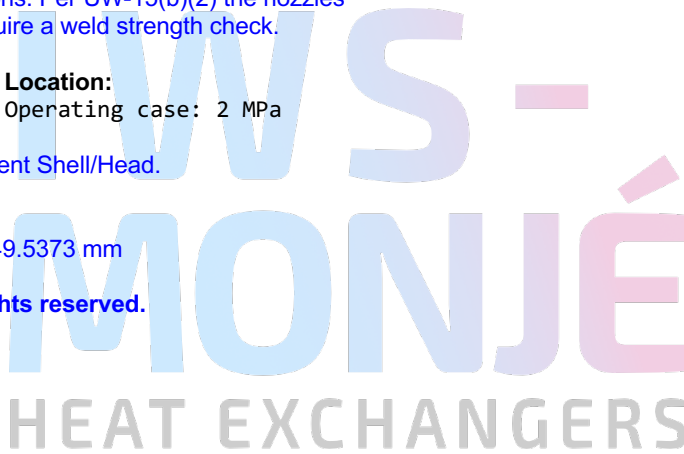 ns. Per UW-15(b)(2) the nozzles
uire a weld strength check.
Location:
Operating case: 2 MPa
ent Shell/Head.
9.5373 mm
hts reserved.
IWS-
MONJÉ
HEAT EXCHANGERS